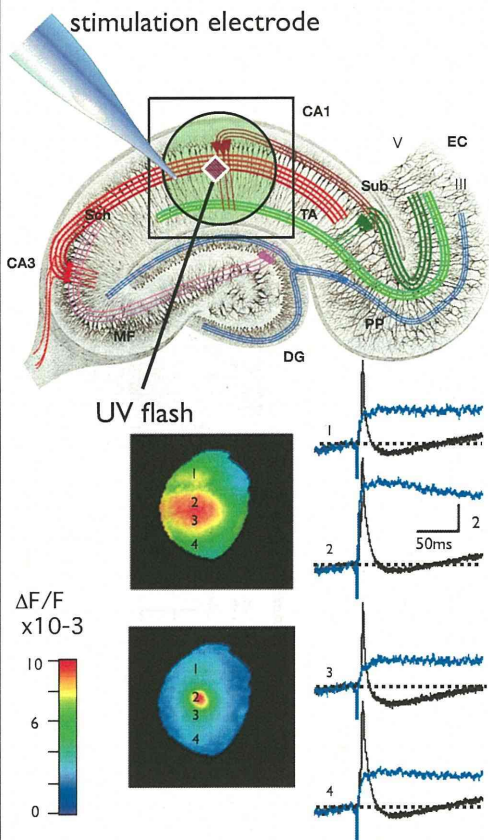 stimulation electrode
CA1
V
EC
III
Sch
Sub
TA
CA3
PP
MF
DG
UV flash
1
1
2
3
4
2
2
50ms
ΔF/F
x10-3
10
6
0
1
2
3
4
3
4